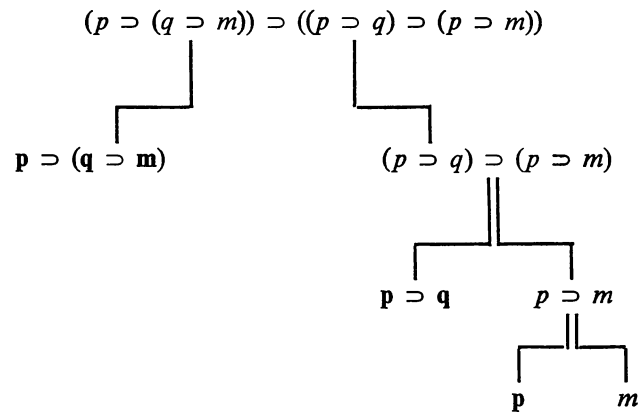 (p ⊃ (q ⊃ m)) ⊃ ((p ⊃ q) ⊃ (p ⊃ m))
p ⊃ (q ⊃ m) (p ⊃ q) ⊃ (p ⊃ m)
p ⊃ q p ⊃ m
p m